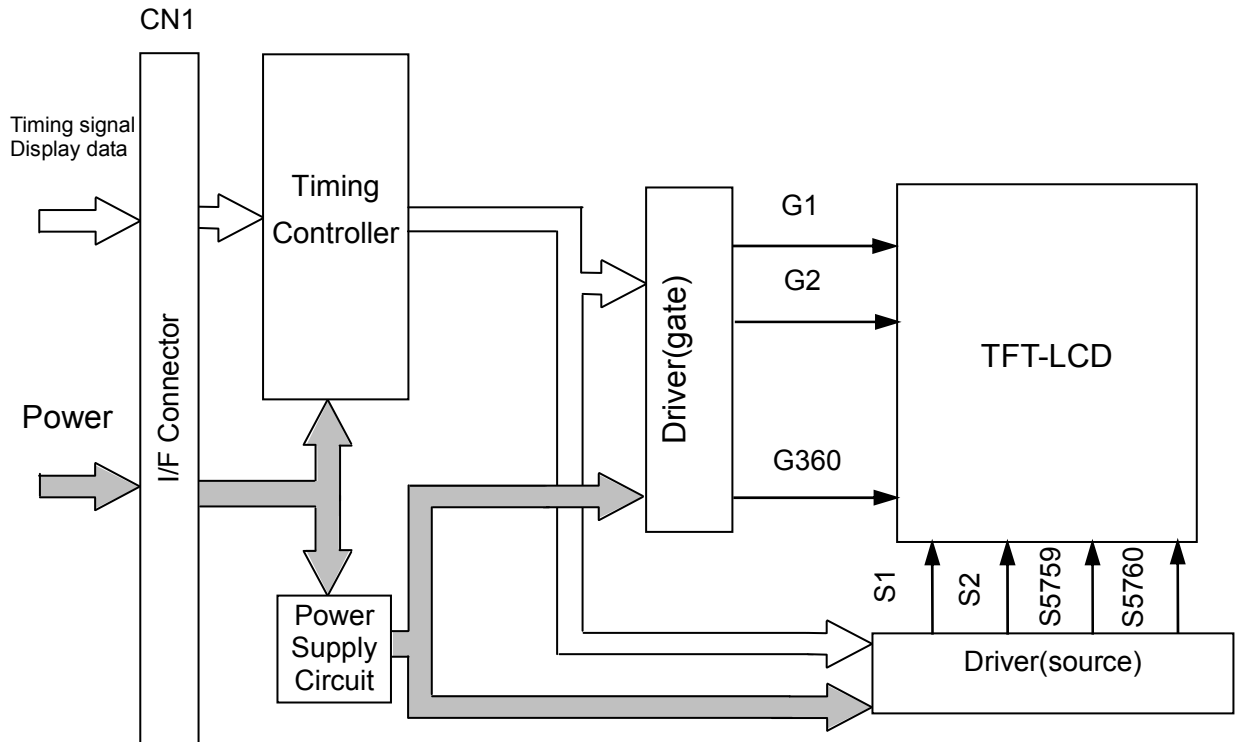 CN1
Timing signal
Display data
Power
I/F Connector
Timing
Controller
Power
Supply
Circuit
Driver(gate)
G1
G2
G360
TFT-LCD
S1
S2
S5759
S5760
Driver(source)